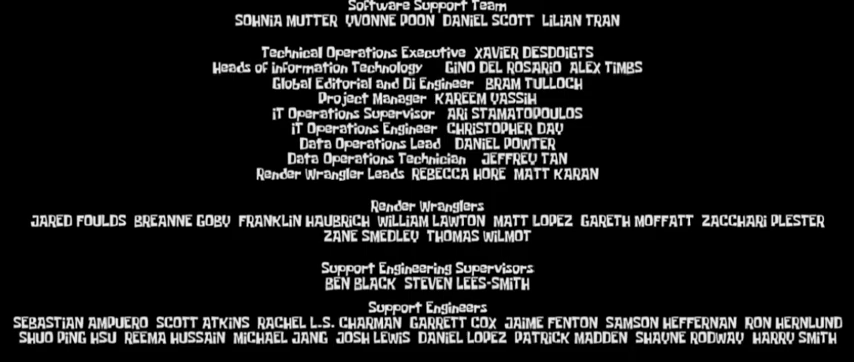 Software Support Team
SOHNiA MUTTER YVONNE POON DANiEL SCOTT LiLiAN TRAN
Technical Operations Executive XAViER DESDOiGTS
Heads of information Technology GiNO DEL ROSARiO ALEX TiMBS
Global Editorial and Di Engineer BRAM TULLOCH
Project Manager KAREEM YASSiH
iT Operations Supervisor ARi STAMATOPOULOS
iT Operations Engineer CHRiSTOPHER DAY
Data Operations Lead DANiEL POWTER
Data Operations Technician JEFFREY TAN
Render Wrangler Leads REBECCA HORE MATT KARAN
Render Wranglers
JARED FOULDS BREANNE GOBY FRANKLiN HAUBRiCH WiLLiAM LAWTON MATT LOPEZ GARETH MOFFATT ZACCHARi PLESTER
ZANE SMEDLEY THOMAS WiLMOT
Support Engineering Supervisors
BEN BLACK STEVEN LEES-SMiTH
Support Engineers
SEBASTiAN AMPUERO SCOTT ATKiNS RACHEL L.S. CHARMAN GARRETT COX JAiME FENTON SAMSON HEFFERNAN RON HERNLUND
SHUO PiNG HSU REEMA HUSSAiN MiCHAEL JANG JOSH LEWiS DANiEL LOPEZ PATRiCK MADDEN SHAYNE RODWAY HARRY SMiTH